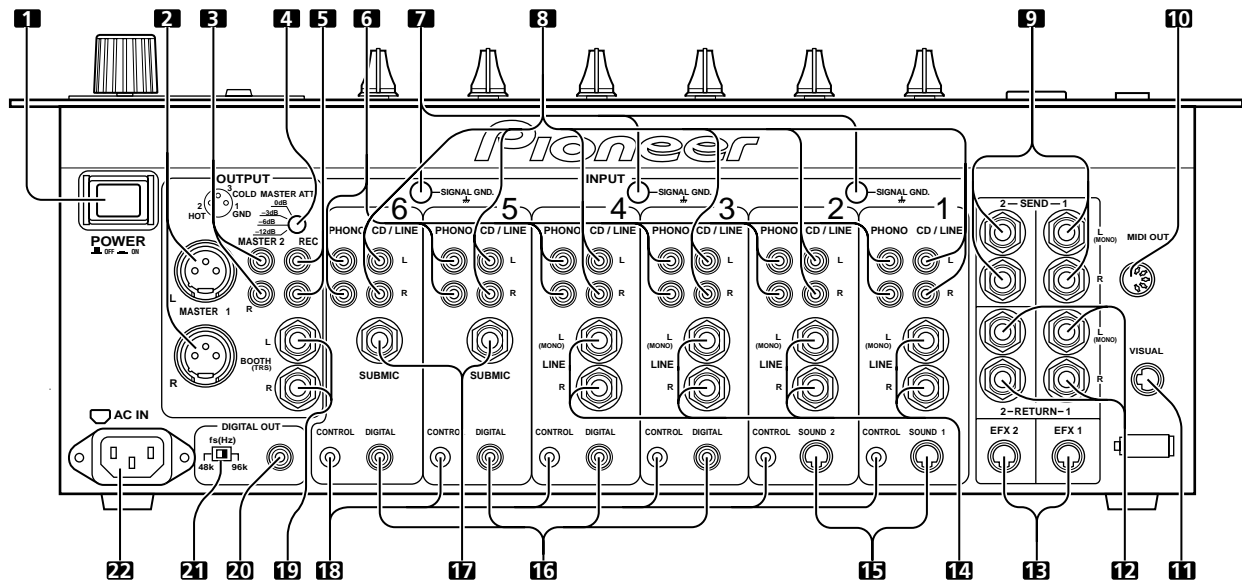 1 2 3 4 5 6 7 8 9 10
Pioneer
OUTPUT
INPUT
3
COLD
2
HOT
1
GND
MASTER ATT.
0dB
–3dB
–6dB
–12dB
SIGNAL GND.
SIGNAL GND.
SIGNAL GND.
POWER
OFF
ON
MASTER 2
REC
L
R
MASTER 1
L
R
BOOTH
(TRS)
L
R
6
PHONO
CD / LINE
L
R
SUBMIC
5
PHONO
CD / LINE
L
R
SUBMIC
4
PHONO
CD / LINE
L
R
L
(MONO)
LINE
R
3
PHONO
CD / LINE
L
R
L
(MONO)
LINE
R
2
PHONO
CD / LINE
L
R
L
(MONO)
LINE
R
1
PHONO
CD / LINE
L
R
L
(MONO)
LINE
R
2–SEND–1
L
(MONO)
R
L
(MONO)
R
2–RETURN–1
EFX 2
EFX 1
MIDI OUT
VISUAL
AC IN
DIGITAL OUT
fs(Hz)
48k
96k
CONTROL
DIGITAL
CONTROL
DIGITAL
CONTROL
DIGITAL
CONTROL
DIGITAL
CONTROL
SOUND 2
CONTROL
SOUND 1
22 21 20 19 18 17 16 15 14 13 12 11